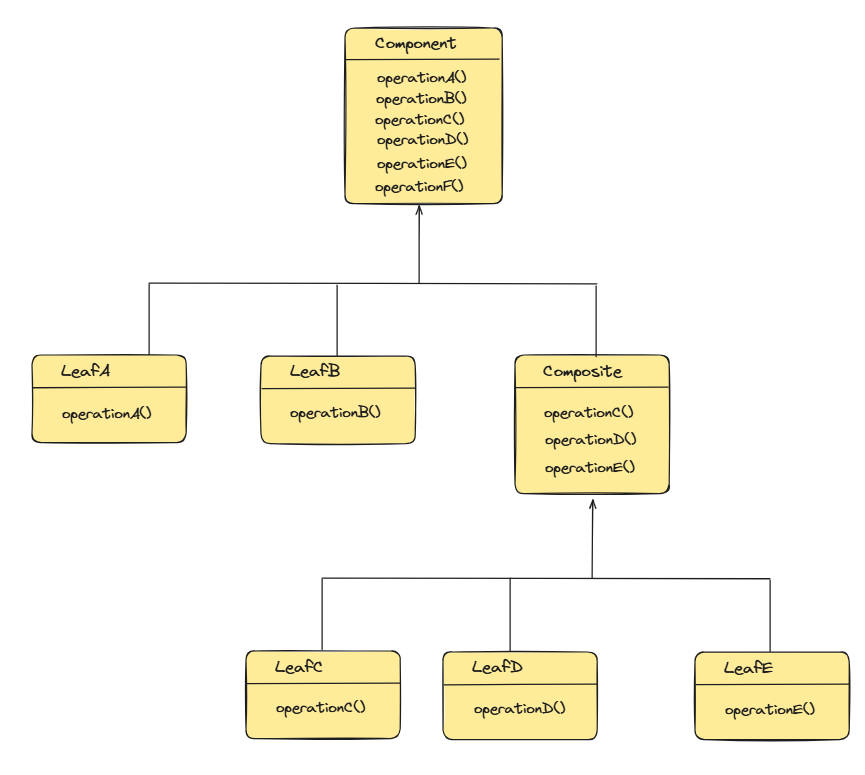 Component
operationA()
operationB()
operationC()
operationD()
operationE()
operationF()
LeafA
operationA()
LeafB
operationB()
Composite
operationC()
operationD()
operationE()
LeafC
operationC()
LeafD
operationD()
LeafE
operationE()